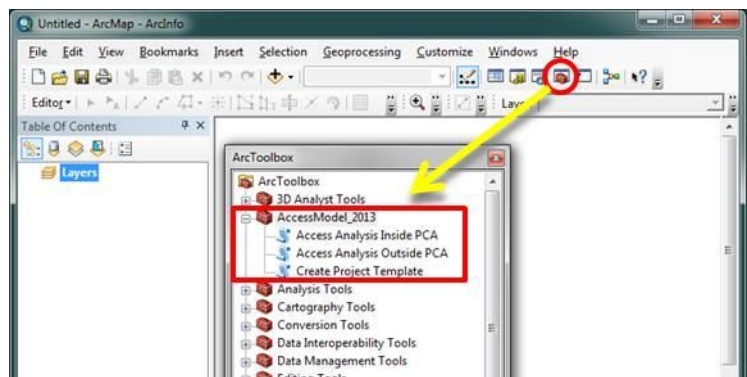 Untitled - ArcMap - ArcInfo
File Edit View Bookmarks Insert Selection Geoprocessing Customize Windows Help
Editor
Table Of Contents
Layers
ArcToolbox
ArcToolbox
3D Analyst Tools
AccessModel_2013
Access Analysis Inside PCA
Access Analysis Outside PCA
Create Project Template
Analysis Tools
Cartography Tools
Conversion Tools
Data Interoperability Tools
Data Management Tools
Editing Tools